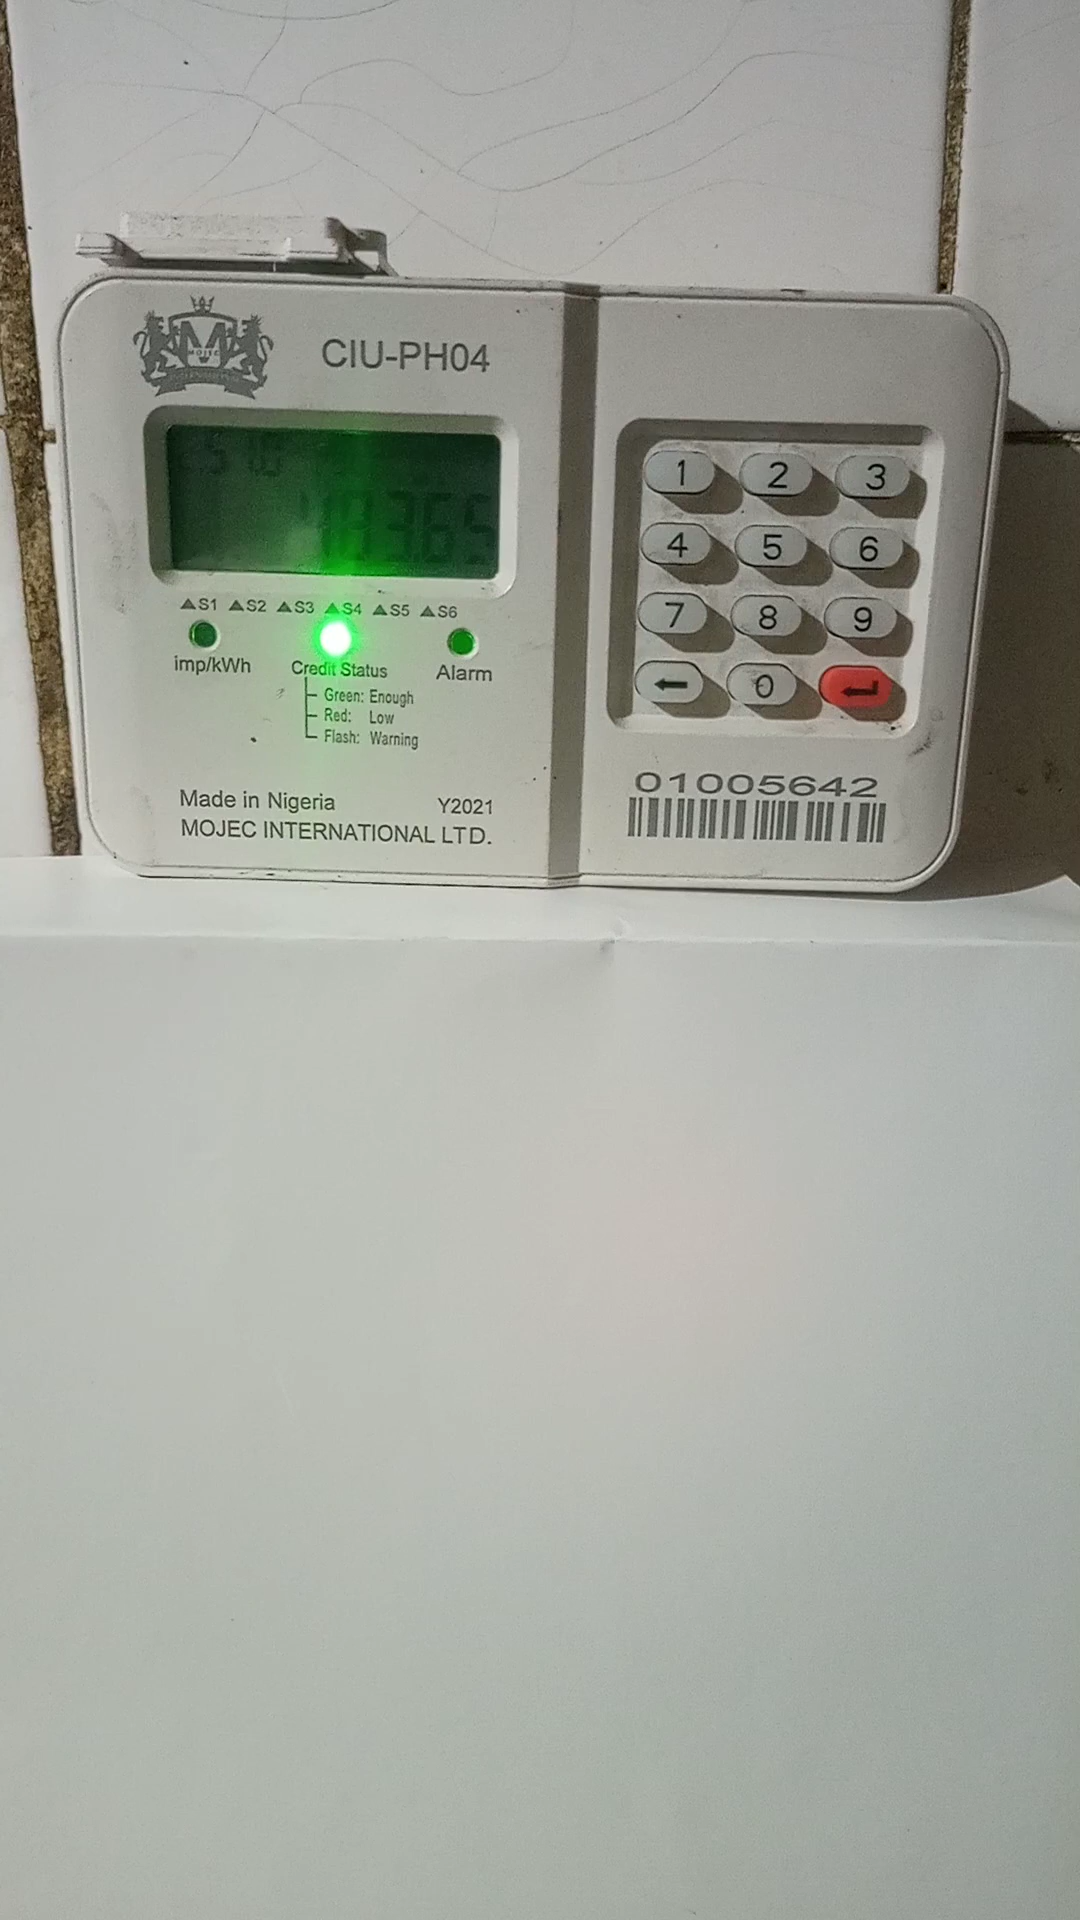 MOJEC
CIU-PH04
S1 S2 S3 S4 S5 S6
imp/kWh
Credit Status
Alarm
Green: Enough
Red: Low
Flash: Warning
Made in Nigeria
Y2021
MOJEC INTERNATIONAL LTD.
1 2 3
4 5 6
7 8 9
← 0 ↵
01005642